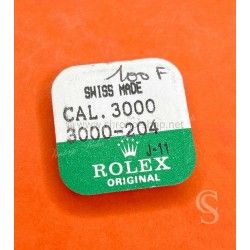 100 F
SWISS MADE
CAL. 3000
3000-204
J-11
ROLEX
ORIGINAL
S